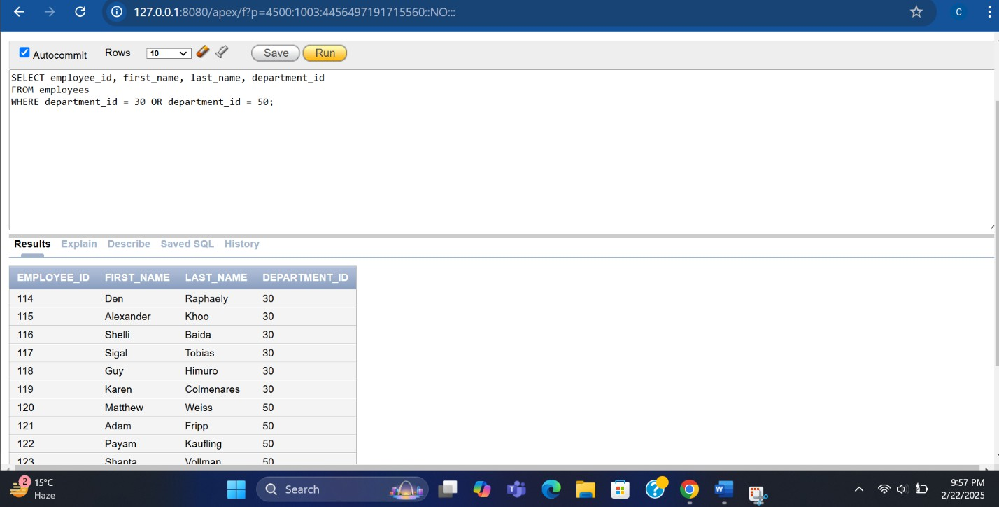 127.0.0.1:8080/apex/f?p=4500:1003:4456497191715560::NO:::
C
Autocommit Rows 10 Save Run
SELECT employee_id, first_name, last_name, department_id
FROM employees
WHERE department_id = 30 OR department_id = 50;
Results Explain Describe Saved SQL History
EMPLOYEE_ID FIRST_NAME LAST_NAME DEPARTMENT_ID
114 Den Raphaely 30
115 Alexander Khoo 30
116 Shelli Baida 30
117 Sigal Tobias 30
118 Guy Himuro 30
119 Karen Colmenares 30
120 Matthew Weiss 50
121 Adam Fripp 50
122 Payam Kaufling 50
123 Shanta Vollman 50
2 15°C Search 9:57 PM
Haze 2/22/2025